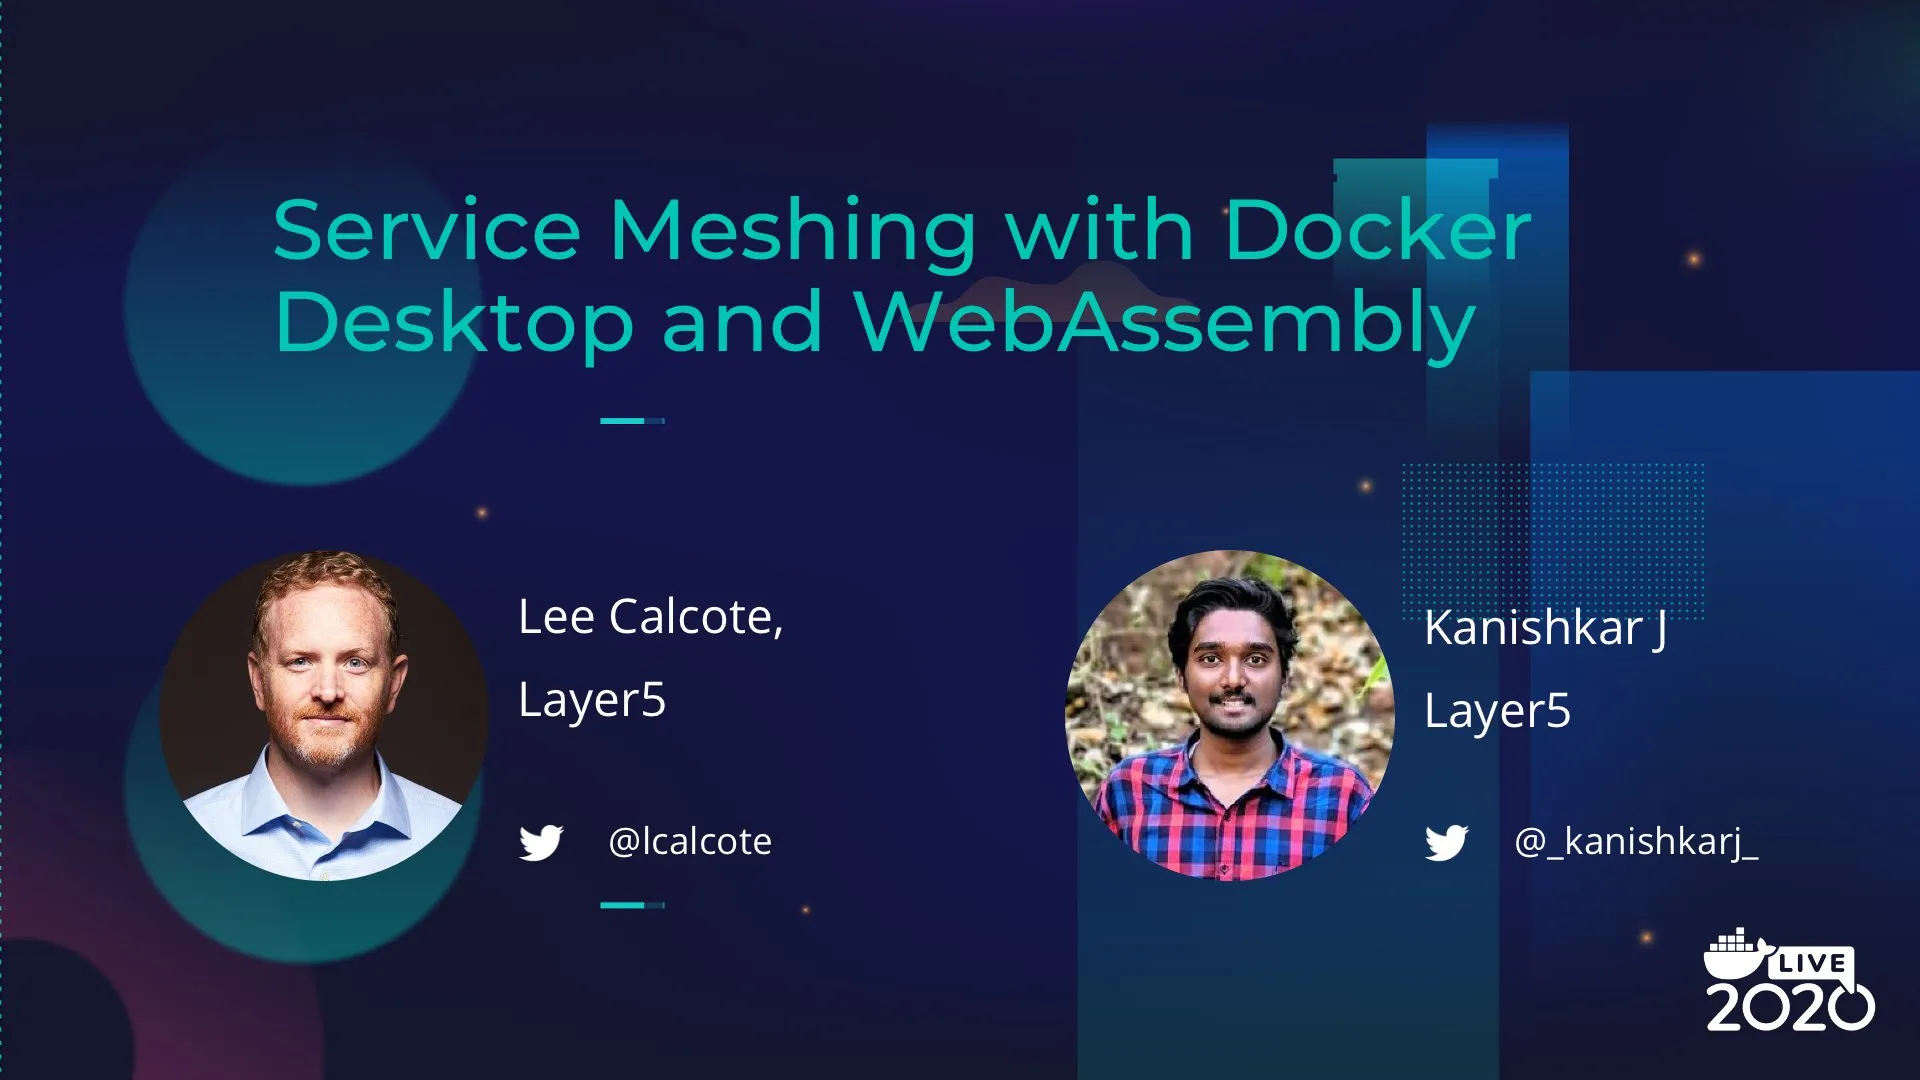 Service Meshing with Docker
Desktop and WebAssembly
Lee Calcote,
Layer5
@lcalcote
Kanishkar J
Layer5
@_kanishkarj_
LIVE
2020